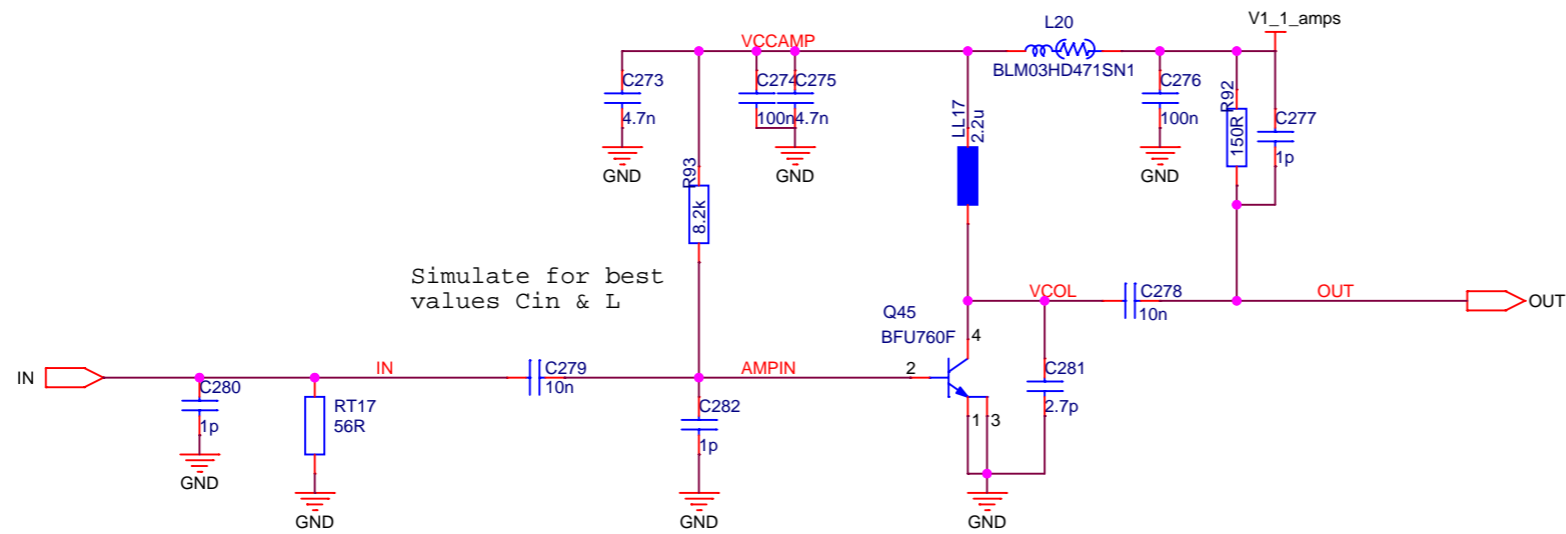 V1_1_amps
L20
VCCAMP
BLM03HD471SN1
C273
4.7n
C274
100n
C275
4.7n
LL17
2.2u
C276
100n
R92
150R
C277
1p
GND
GND
GND
R93
8.2k
Simulate for best
values Cin & L
VCOL
C278
10n
OUT
OUT
Q45
BFU760F
4
IN
IN
C279
10n
AMPIN
2
C281
2.7p
C280
1p
RT17
56R
C282
1p
1
3
GND
GND
GND
GND